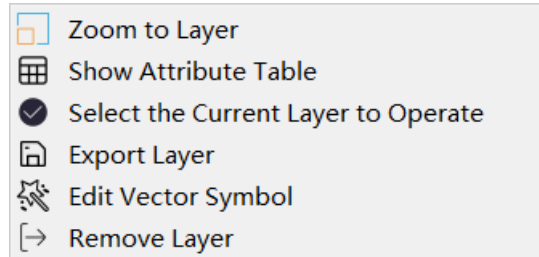 Zoom to Layer
Show Attribute Table
Select the Current Layer to Operate
Export Layer
Edit Vector Symbol
Remove Layer